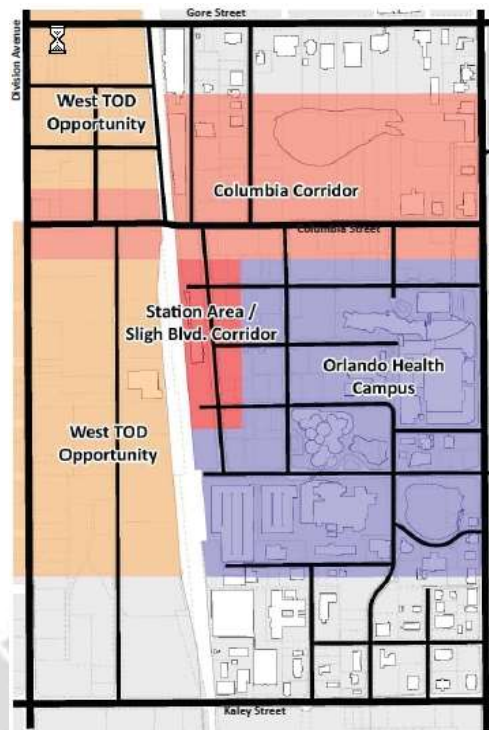 Gore Street
Division Avenue
West TOD
Opportunity
Columbia Corridor
Columbia Street
Station Area /
Sligh Blvd. Corridor
Orlando Health
Campus
West TOD
Opportunity
Kaley Street